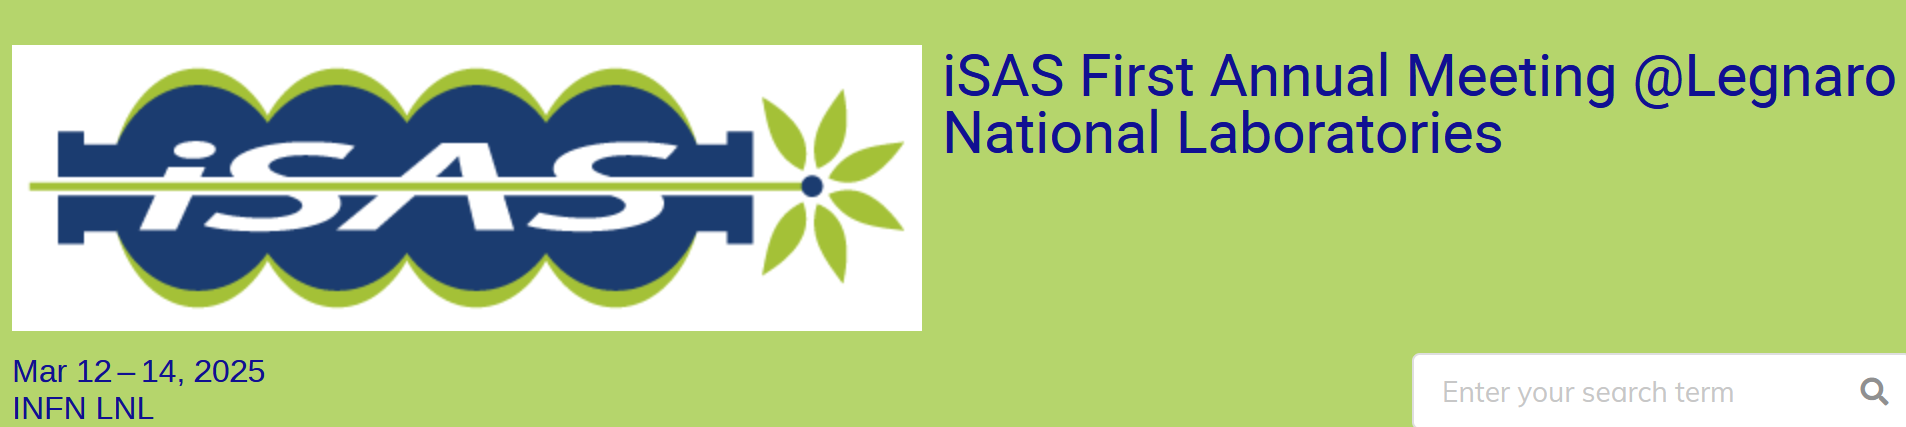 iSAS
iSAS First Annual Meeting @Legnaro
National Laboratories
Mar 12 – 14, 2025
INFN LNL
Enter your search term